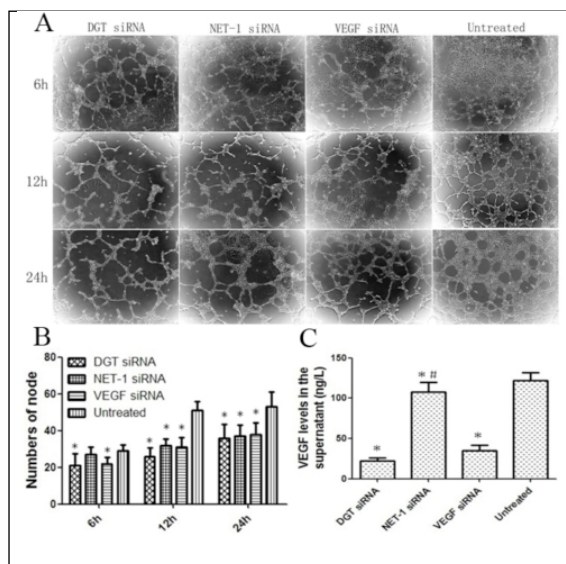 A
DGT siRNA NET-1 siRNA VEGF siRNA Untreated
6h
12h
24h
B
DGT siRNA
NET-1 siRNA
VEGF siRNA
Untreated
Numbers of node
80
60
40
20
0
* *
* * *
* * *
6h 12h 24h
C
VEGF levels in the
supernatant (ng/L)
150
100
50
0
* * # *
DGT siRNA NET-1 siRNA VEGF siRNA Untreated